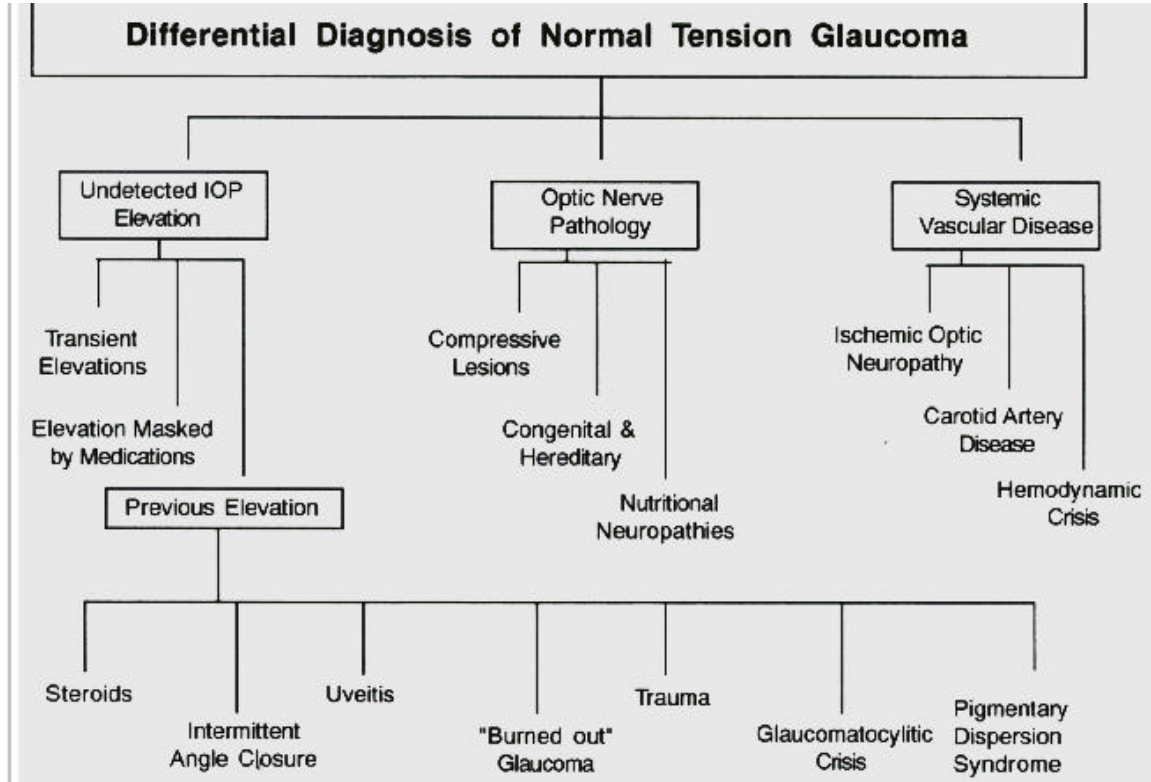 Differential Diagnosis of Normal Tension Glaucoma
Undetected IOP
Elevation
Optic Nerve
Pathology
Systemic
Vascular Disease
Transient
Elevations
Elevation Masked
by Medications
Previous Elevation
Compressive
Lesions
Congenital &
Hereditary
Nutritional
Neuropathies
Ischemic Optic
Neuropathy
Carotid Artery
Disease
Hemodynamic
Crisis
Steroids
Intermittent
Angle Closure
Uveitis
"Burned out"
Glaucoma
Trauma
Glaucomatocylitic
Crisis
Pigmentary
Dispersion
Syndrome